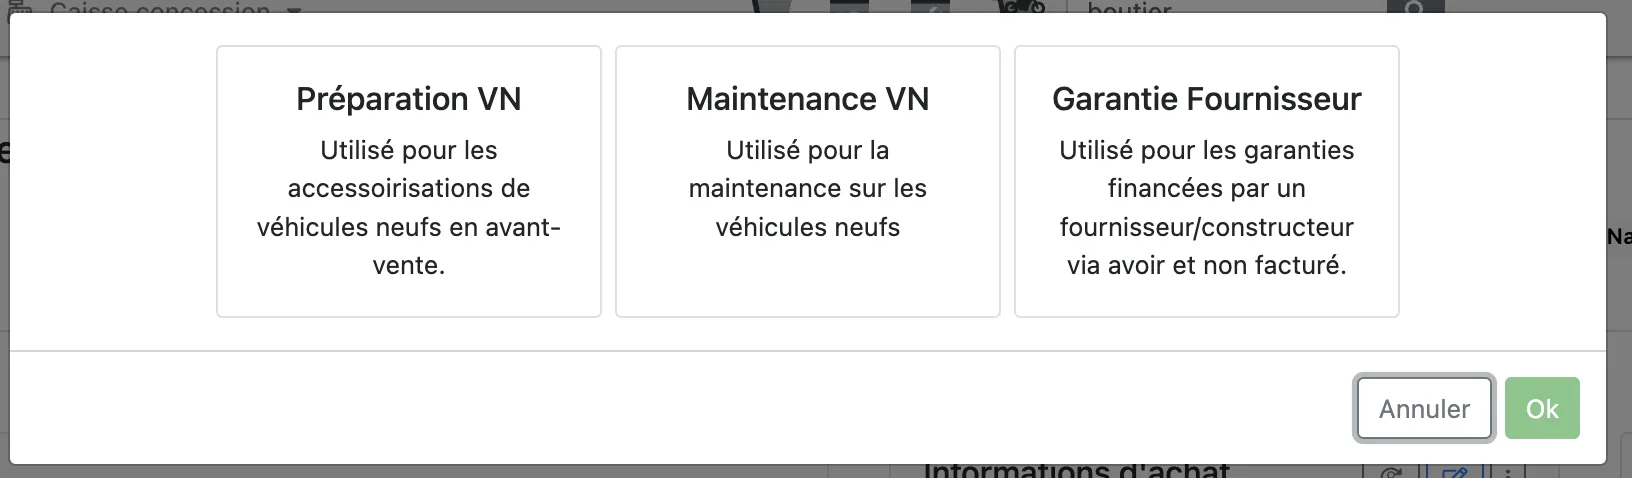 Caisse concession
boutier
Préparation VN
Utilisé pour les
accessoirisations de
véhicules neufs en avant-
vente.
Maintenance VN
Utilisé pour la
maintenance sur les
véhicules neufs
Garantie Fournisseur
Utilisé pour les garanties
financées par un
fournisseur/constructeur
via avoir et non facturé.
Na
Annuler
Ok
Informations d'achat